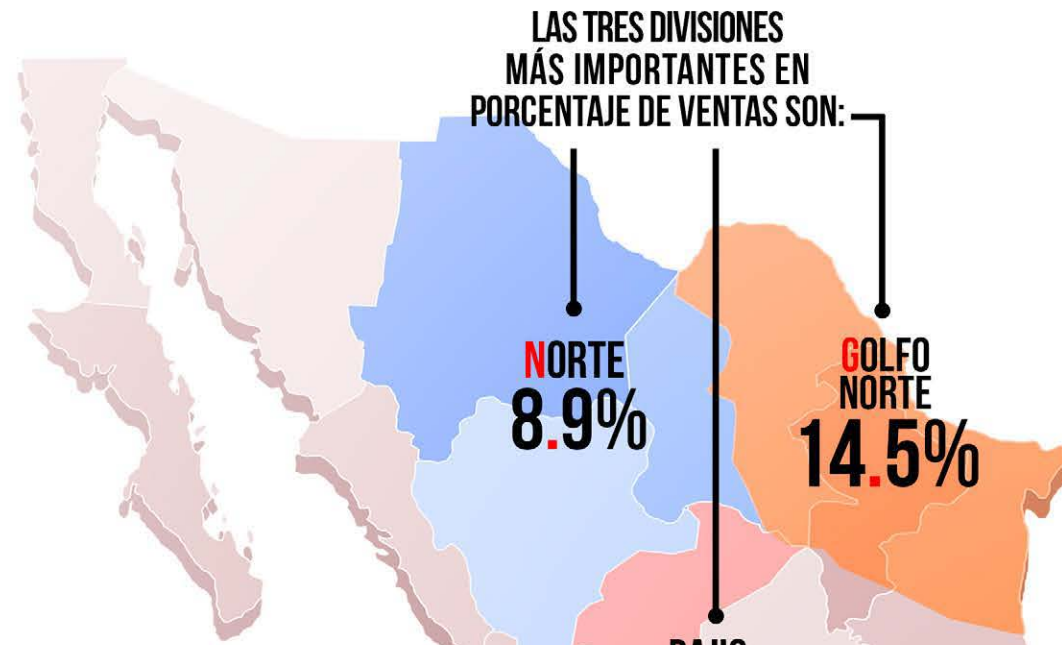 LAS TRES DIVISIONES
MÁS IMPORTANTES EN
PORCENTAJE DE VENTAS SON:
NORTE
8.9%
GOLFO
NORTE
14.5%